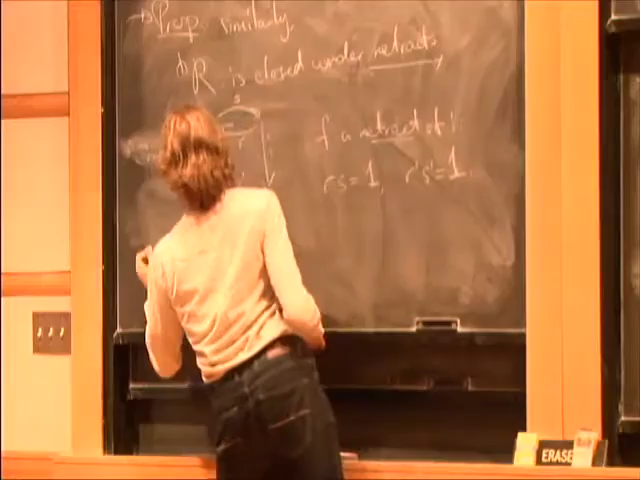 Prop. similarly,
R is closed under retracts,
f a retract of
rs=1, r's'=1.
ERASE